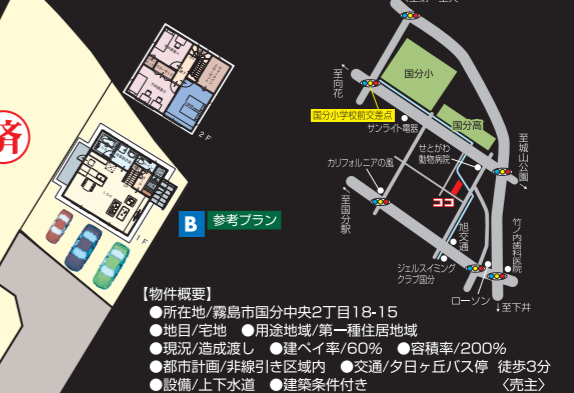 済
2F
1F
B 参考プラン
国分小
至向花
国分小学校前交差点
サンライト電器
国分高
せとがわ
動物病院
至城山公園
カリフォルニアの風
ココ
至国分駅
旭交通
竹ノ内歯科医院
ジェルスイミング
クラブ国分
ローソン
↓至下井
【物件概要】
●所在地/霧島市国分中央2丁目18-15
●地目/宅地 ●用途地域/第一種住居地域
●現況/造成渡し ●建ペイ率/60% ●容積率/200%
●都市計画/非線引き区域内 ●交通/夕日ヶ丘バス停 徒歩3分
●設備/上下水道 ●建築条件付き 〈売主〉